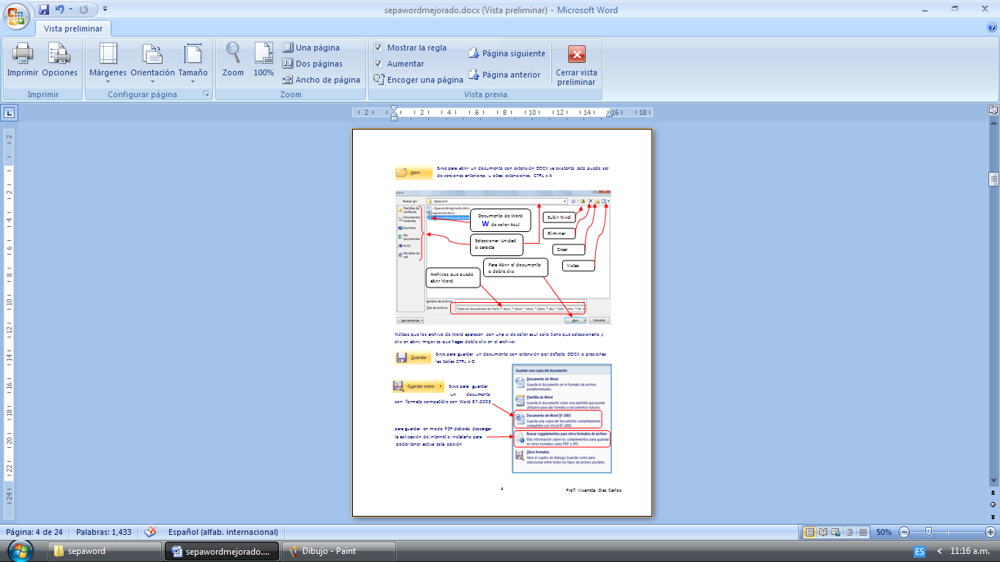 sepawordmejorado.docx (Vista preliminar) - Microsoft Word
Vista preliminar
Imprimir
Opciones
Imprimir
Márgenes
Orientación
Tamaño
Configurar página
Zoom
100
100%
Una página
Dos páginas
Ancho de página
Zoom
Mostrar la regla
Aumentar
Encoger una página
Página siguiente
Página anterior
Vista previa
Cerrar vista
preliminar
2 2 4 6 8 10 12 14 16 18
2 2 4 6 8 10 12 14 16 18 20 22 24
Abrir
Sirve para abrir un documento con extensión DOCX ya existente este puede ser
de versiones anteriores u otras extensiones. CTRL + A
Abrir
Buscar en:
sepaword
Plantillas de
confianza
Documentos
recientes
Escritorio
Mis
documentos
Mi PC
Mis sitios de
red
sepaword.docx
Documento de Word
W de color Azul
Seleccionar Unidad
o carpeta
Subir Nivel
Eliminar
Crear
Vistas
Para Abrir el documento
o doble clic
Archivos que puede
abrir Word
Nombre de archivo:
Tipo de archivo:
Todos los documentos de Word (*.docx; *.docm; *.dotx; *.dotm; *.doc; *.dot; *.htm; *.ht
Herramientas
Abrir
Cancelar
Nótese que los archivo de Word aparecen con una w de color azul solo tiene que seleccionarlo y
clic en abrir, mejor es que hagas doble clic en el archivo.
Guardar
Sirve para guardar un documento con extensión por defecto DOCX o presionas
las teclas CTRL + G
Guardar como
Sirve para guardar
un documento
con formato compatible con Word 97-2003
para guardar en modo PDF deberás descargar
la aplicación de internet e instalarlo para
poder tener activa esta opción
Guardar una copia del documento
Documento de Word
Guarda el documento en el formato de archivo
predeterminado.
Plantilla de Word
Guarda el documento como una plantilla que puede
utilizarse para dar formato a documentos futuros.
Documento de Word 97-2003
Guarda una copia del documento completamente
compatible con Word 97-2003.
Buscar complementos para otros formatos de archivo
Más información sobre los complementos para guardar
en otros formatos como PDF o XPS.
Otros formatos
Abre el cuadro de diálogo Guardar como para
seleccionar entre todos los tipos de archivo posibles.
4
Prof: Vizarreta Diaz Carlos
Página: 4 de 24
Palabras: 1,433
Español (alfab. internacional)
50%
sepaword
sepawordmejorado....
Dibujo - Paint
ES
11:16 a.m.